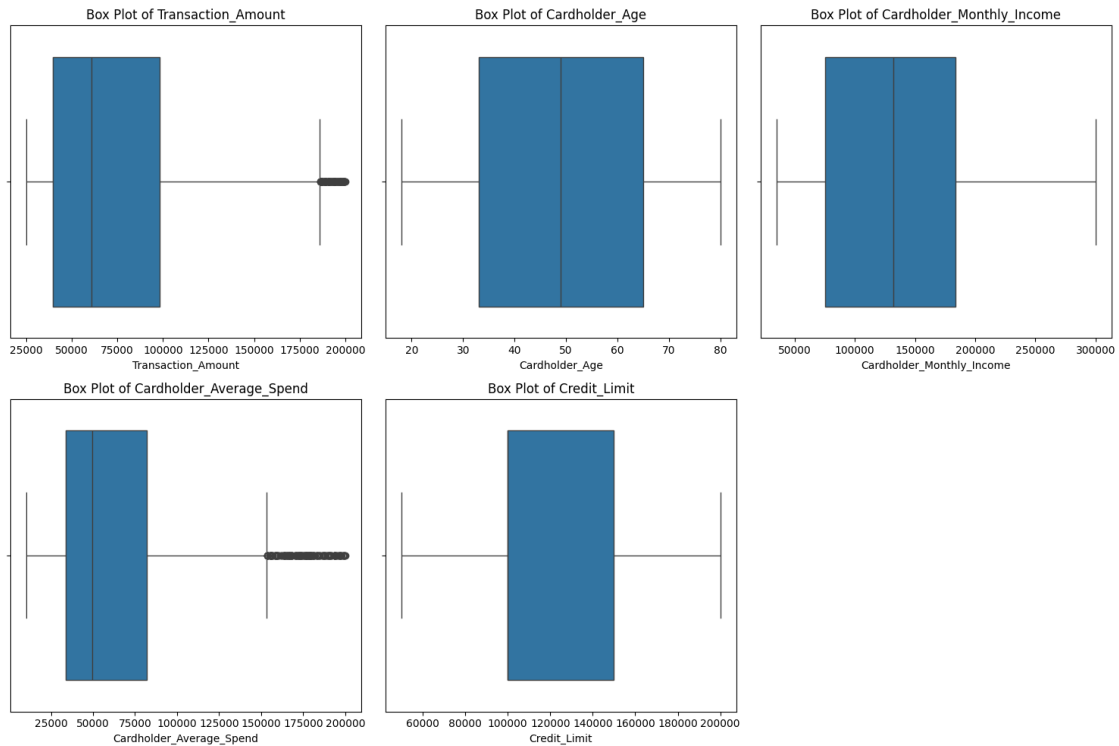 Box Plot of Transaction_Amount
25000 50000 75000 100000 125000 150000 175000 200000
Transaction_Amount
Box Plot of Cardholder_Age
20 30 40 50 60 70 80
Cardholder_Age
Box Plot of Cardholder_Monthly_Income
50000 100000 150000 200000 250000 300000
Cardholder_Monthly_Income
Box Plot of Cardholder_Average_Spend
25000 50000 75000 100000 125000 150000 175000 200000
Cardholder_Average_Spend
Box Plot of Credit_Limit
60000 80000 100000 120000 140000 160000 180000 200000
Credit_Limit